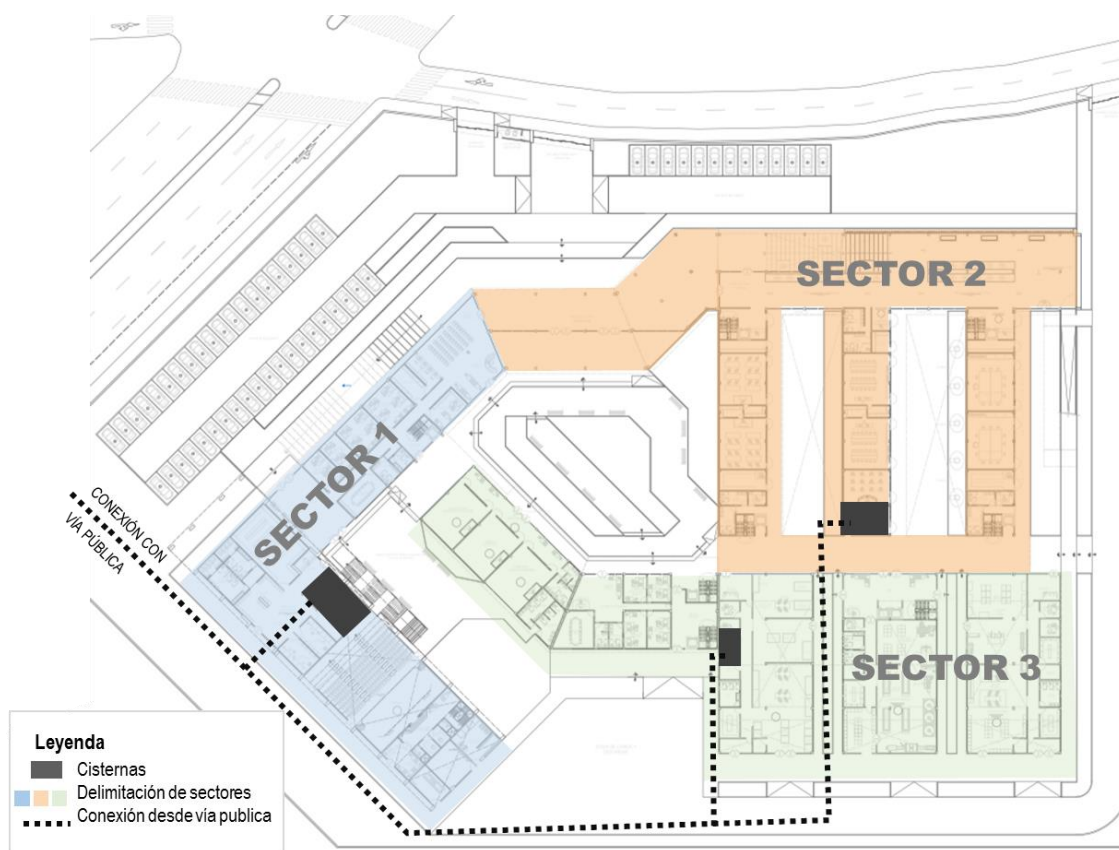 SECTOR 2
SECTOR 1
CONEXIÓN CON
VÍA PÚBLICA
SECTOR 3
Leyenda
Cisternas
Delimitación de sectores
Conexión desde vía publica